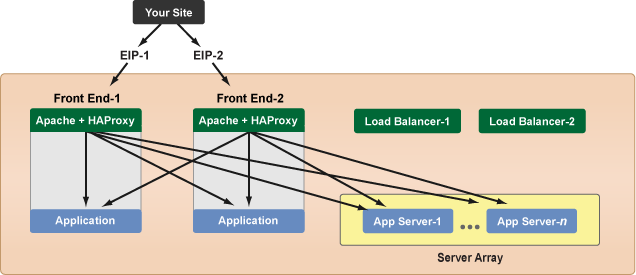 Your Site
EIP-1 EIP-2
Front End-1 Front End-2
Apache + HAProxy Apache + HAProxy Load Balancer-1 Load Balancer-2
Application Application App Server-1 ••• App Server-n
Server Array